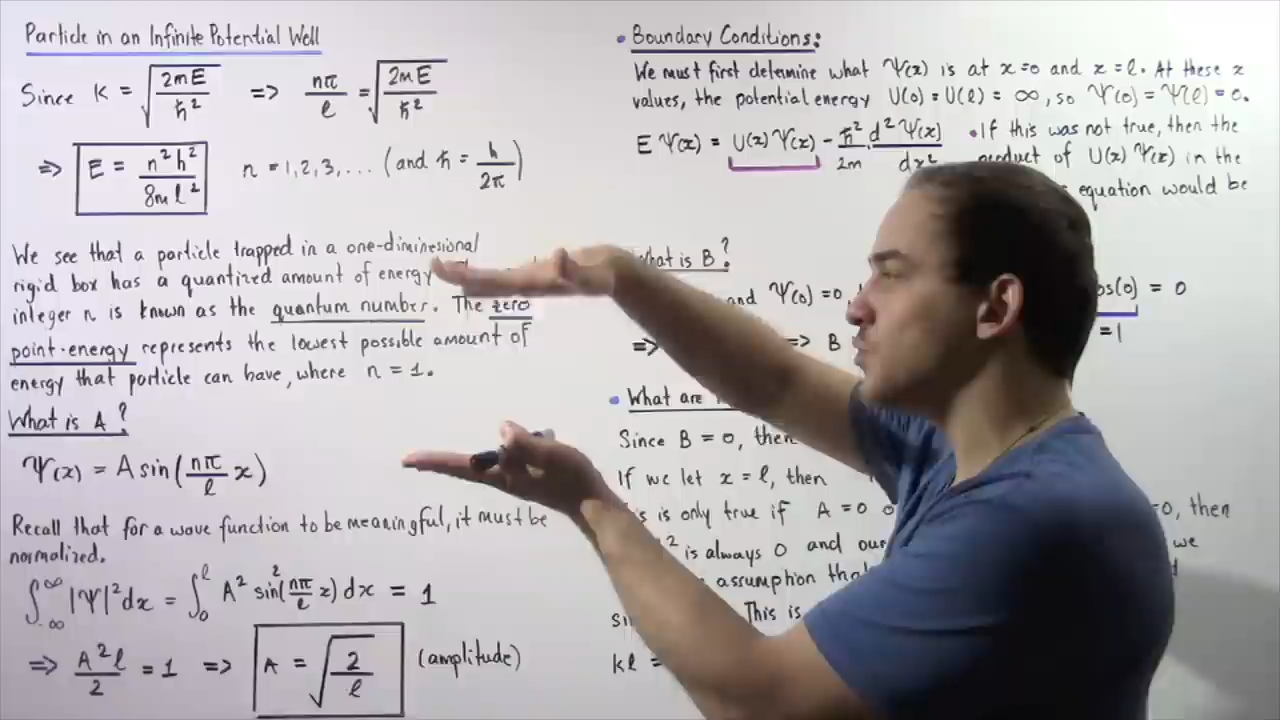 Particle in an Infinite Potential Well
Since K = √(2mE/ħ²) => nπ/l = √(2mE/ħ²)
=> E = n²h²/8ml² n = 1,2,3,... (and ħ = h/2π)
We see that a particle trapped in a one-diminesional
rigid box has a quantized amount of energy
integer n is known as the quantum number. The zero
point-energy represents the lowest possible amount of
energy that particle can have, where n = 1.
What is A?
Ψ(x) = A sin(nπ/l x)
Recall that for a wave function to be meaningful, it must be
normalized.
∫_-∞^∞ |Ψ|²dx = ∫_0^l A² sin²(nπ/l x) dx = 1
=> A²l/2 = 1 => A = √(2/l) (amplitude)
• Boundary Conditions:
We must first determine what Ψ(x) is at x=0 and x=l. At these x
values, the potential energy U(0) = U(l) = ∞, so Ψ(0) = Ψ(l) = 0.
E Ψ(x) = U(x) Ψ(x) - ħ²/2m d²Ψ(x)/dx² • If this was not true, then the
product of U(x) Ψ(x) in the
equation would be
What is B?
and Ψ(0) = 0, cos(0) = 0
=> => B = 1
• What are
Since B = 0, then
If we let x = l, then
is only true if A = 0 =0, then
is always 0 and our we
assumption that
This is
kl =